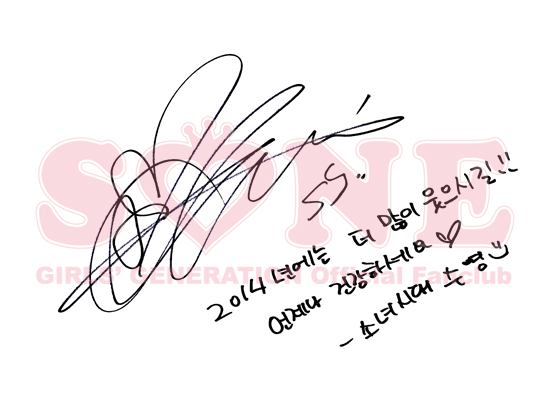 SONE
GIRLS' GENERATION Official Fanclub
SS"
2014년에는 더 많이 웃으시길!!
언제나 건강하세요♡
- 소녀시대 수영